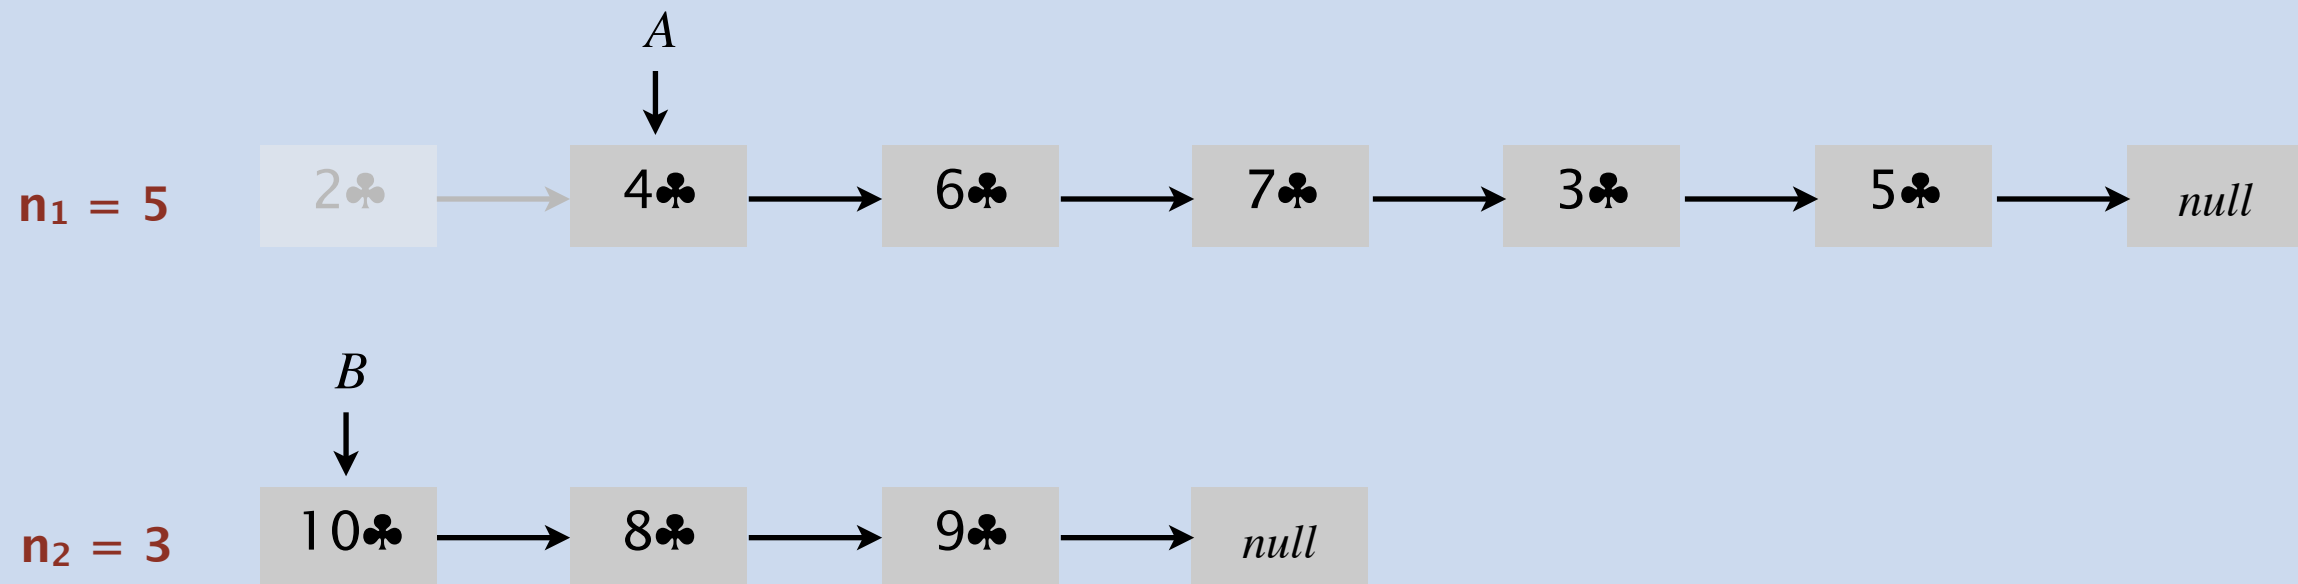 A
n₁ = 5 2♣ 4♣ 6♣ 7♣ 3♣ 5♣ null
B
n₂ = 3 10♣ 8♣ 9♣ null